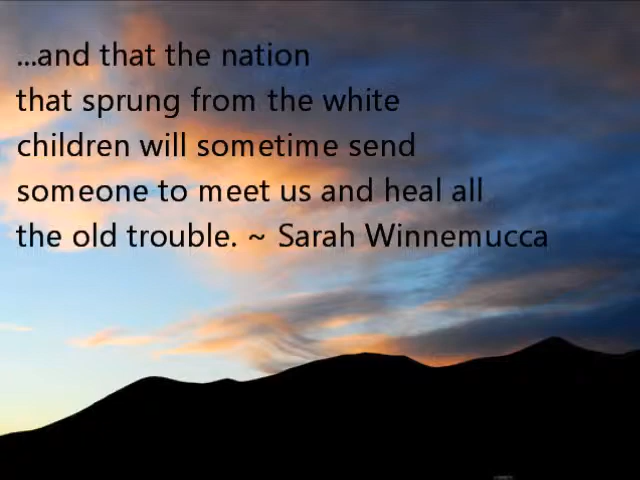 ...and that the nation
that sprung from the white
children will sometime send
someone to meet us and heal all
the old trouble. ~ Sarah Winnemucca